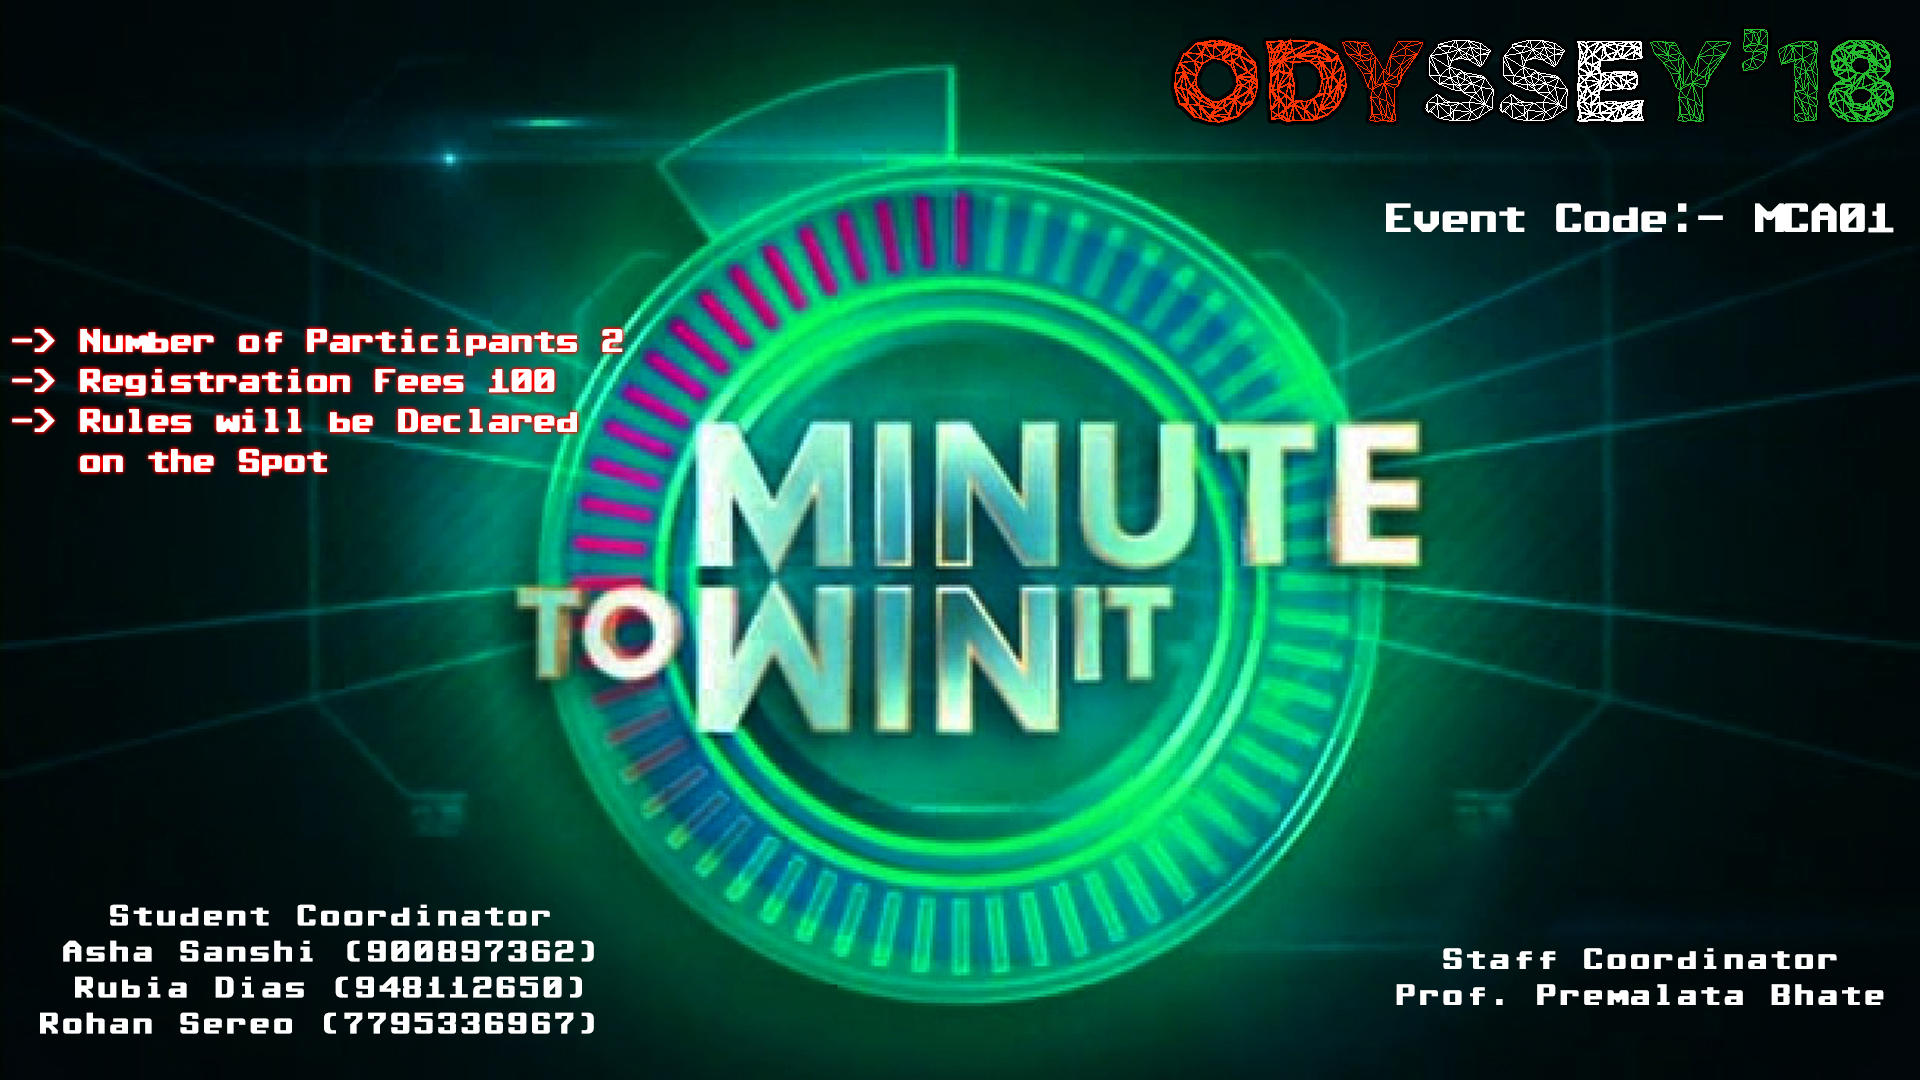 ODYSSEY'18
Event Code:- MCA01
-> Number of Participants 2
-> Registration Fees 100
-> Rules will be Declared
on the Spot
MINUTE
TO WIN IT
Student Coordinator
Asha Sanshi (900897362)
Rubia Dias (948112650)
Rohan Sereo (7795336967)
Staff Coordinator
Prof. Premalata Bhate